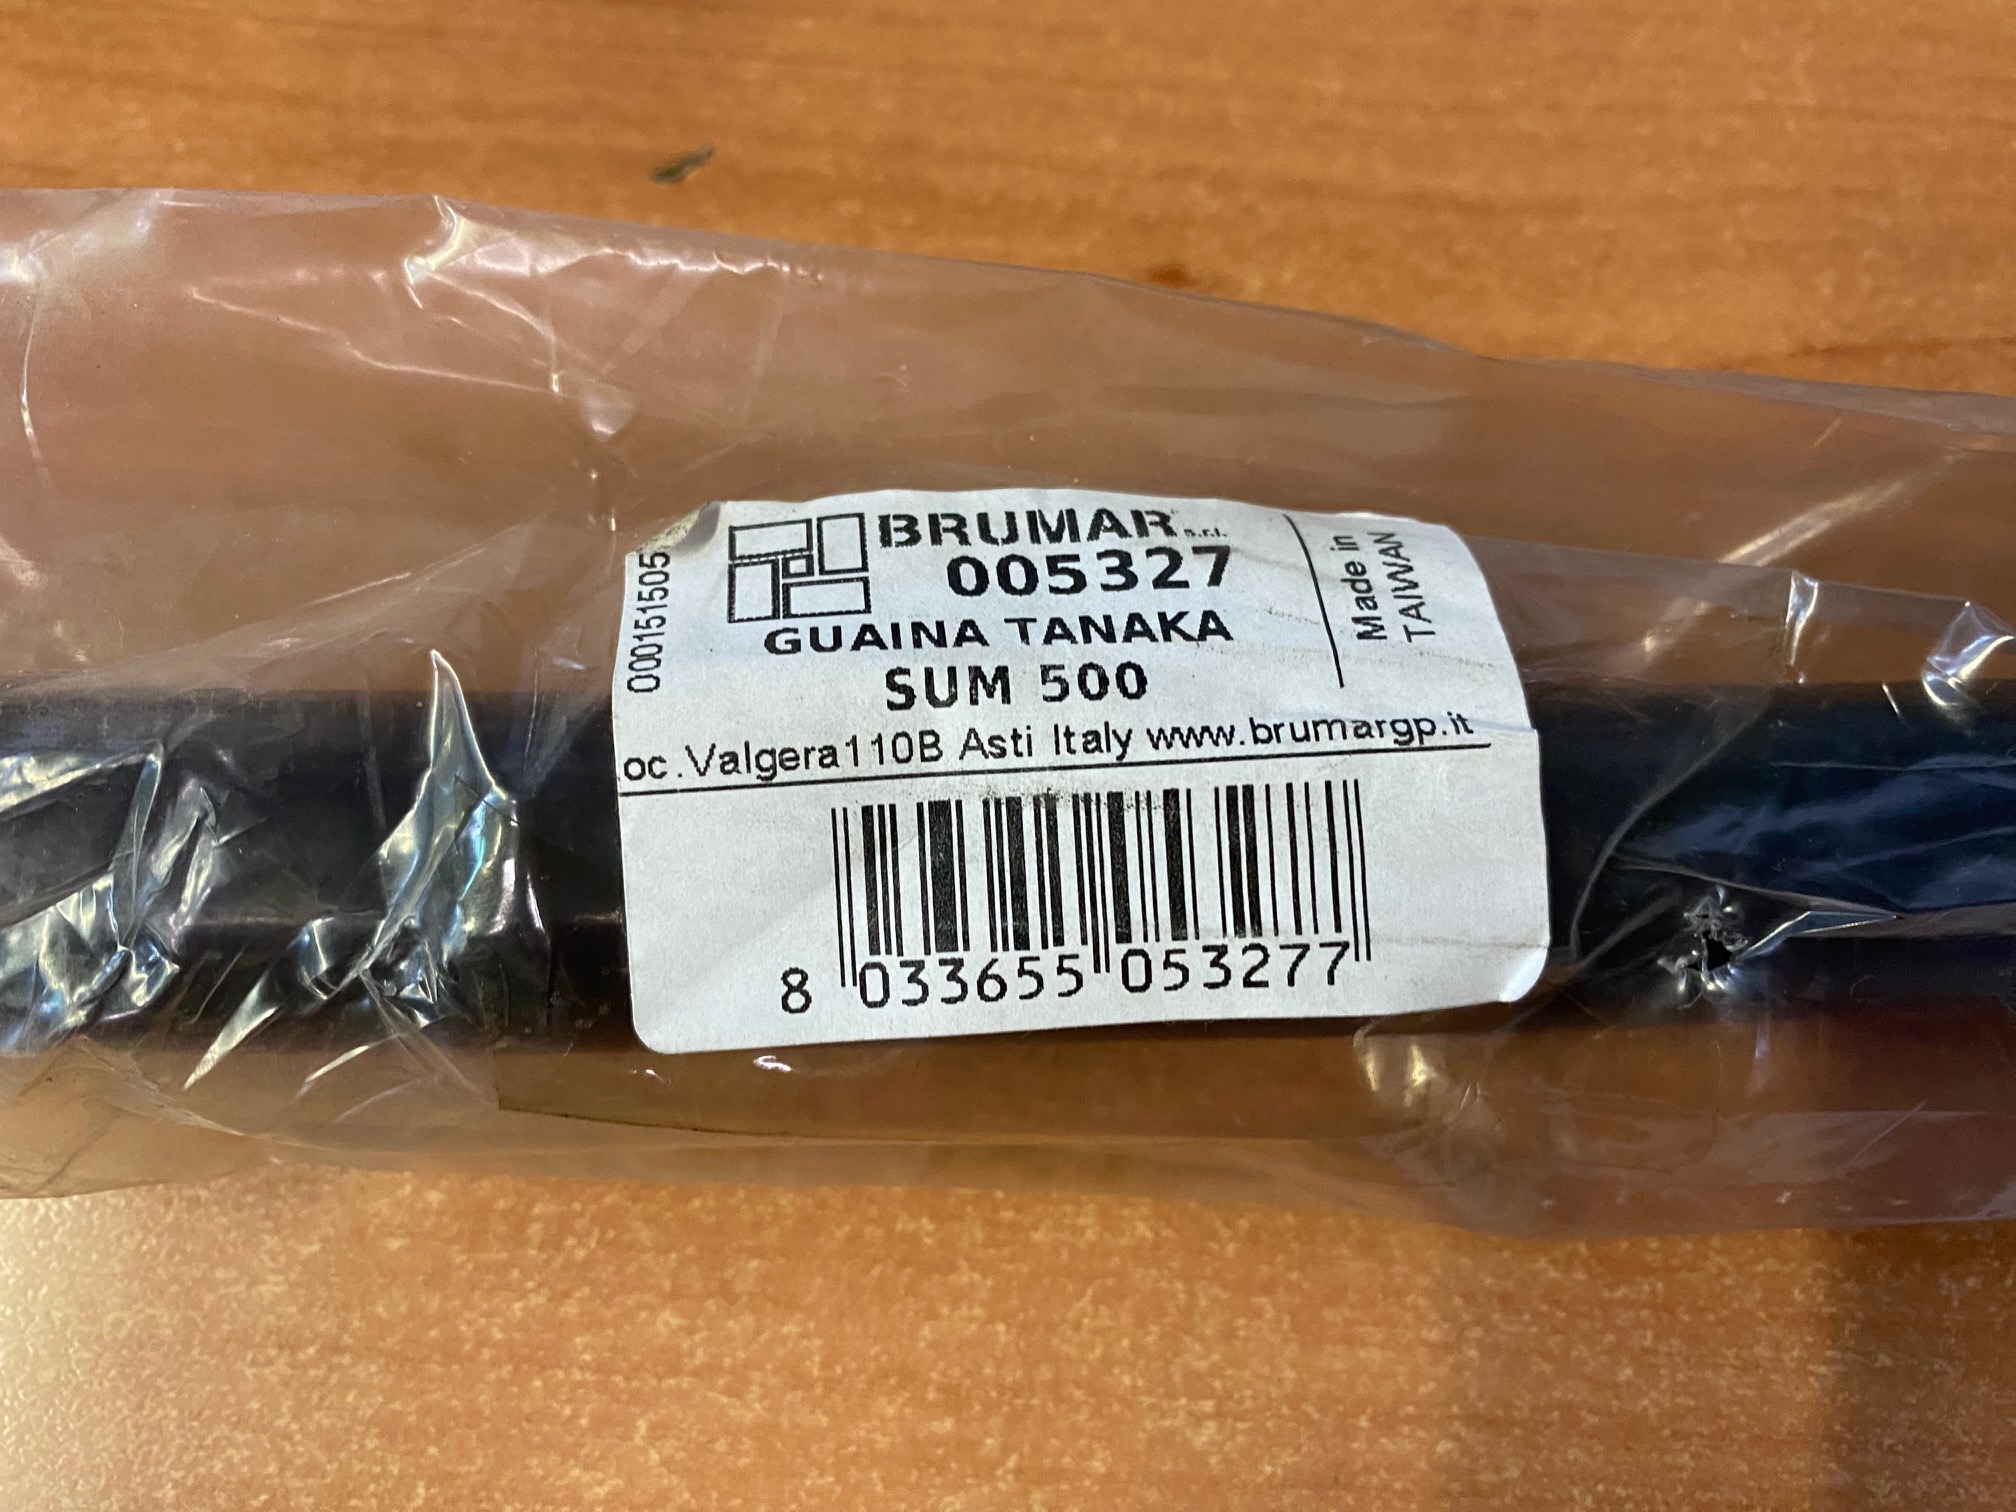 BRUMAR s.r.l.
005327
GUAINA TANAKA
SUM 500
oc.Valgera110B Asti Italy www.brumargp.it
Made in
TAIWAN
0001515505
8 033655 053277